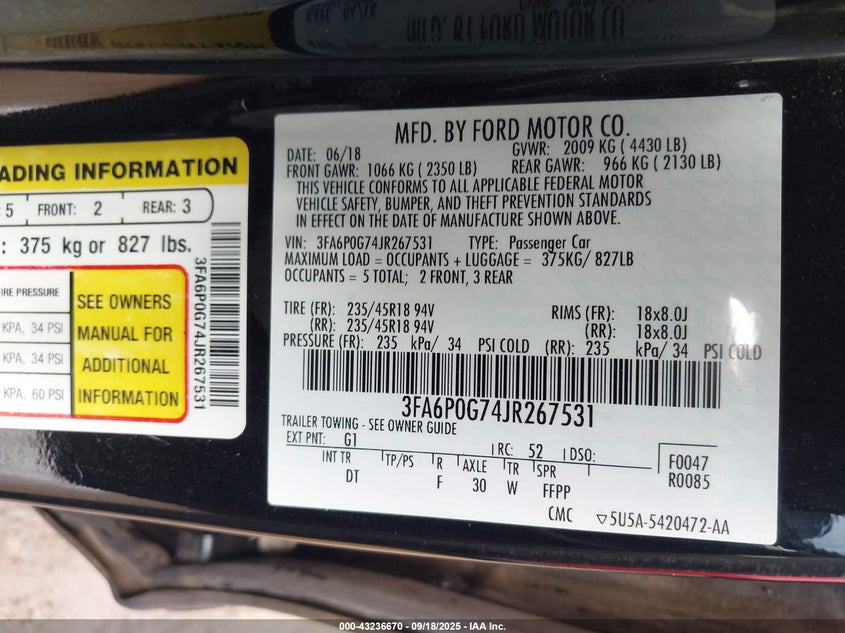 MFD. BY FORD MOTOR CO.
ADING INFORMATION
5 FRONT: 2 REAR: 3
: 375 kg or 827 lbs.
IRE PRESSURE
KPA, 34 PSI
KPA, 34 PSI
KPA, 60 PSI
SEE OWNERS
MANUAL FOR
ADDITIONAL
INFORMATION
3FA6P0G74JR267531
MFD. BY FORD MOTOR CO.
DATE: 06/18 GVWR: 2009 KG ( 4430 LB)
FRONT GAWR: 1066 KG ( 2350 LB) REAR GAWR: 966 KG ( 2130 LB)
THIS VEHICLE CONFORMS TO ALL APPLICABLE FEDERAL MOTOR
VEHICLE SAFETY, BUMPER, AND THEFT PREVENTION STANDARDS
IN EFFECT ON THE DATE OF MANUFACTURE SHOWN ABOVE.
VIN: 3FA6P0G74JR267531 TYPE: Passenger Car
MAXIMUM LOAD = OCCUPANTS + LUGGAGE = 375KG/ 827LB
OCCUPANTS = 5 TOTAL; 2 FRONT, 3 REAR
TIRE (FR): 235/45R18 94V RIMS (FR): 18x8.0J
(RR): 235/45R18 94V (RR): 18x8.0J
PRESSURE (FR): 235 kPa/ 34 PSI COLD (RR): 235 kPa/ 34 PSI COLD
3FA6P0G74JR267531
TRAILER TOWING - SEE OWNER GUIDE
EXT PNT: G1 RC: 52 DSO:
INT TR TP/PS R AXLE TR SPR
DT F 30 W FFPP
F0047
R0085
CMC ▽5U5A-5420472-AA
000-43236670 - 09/18/2025 - IAA Inc.